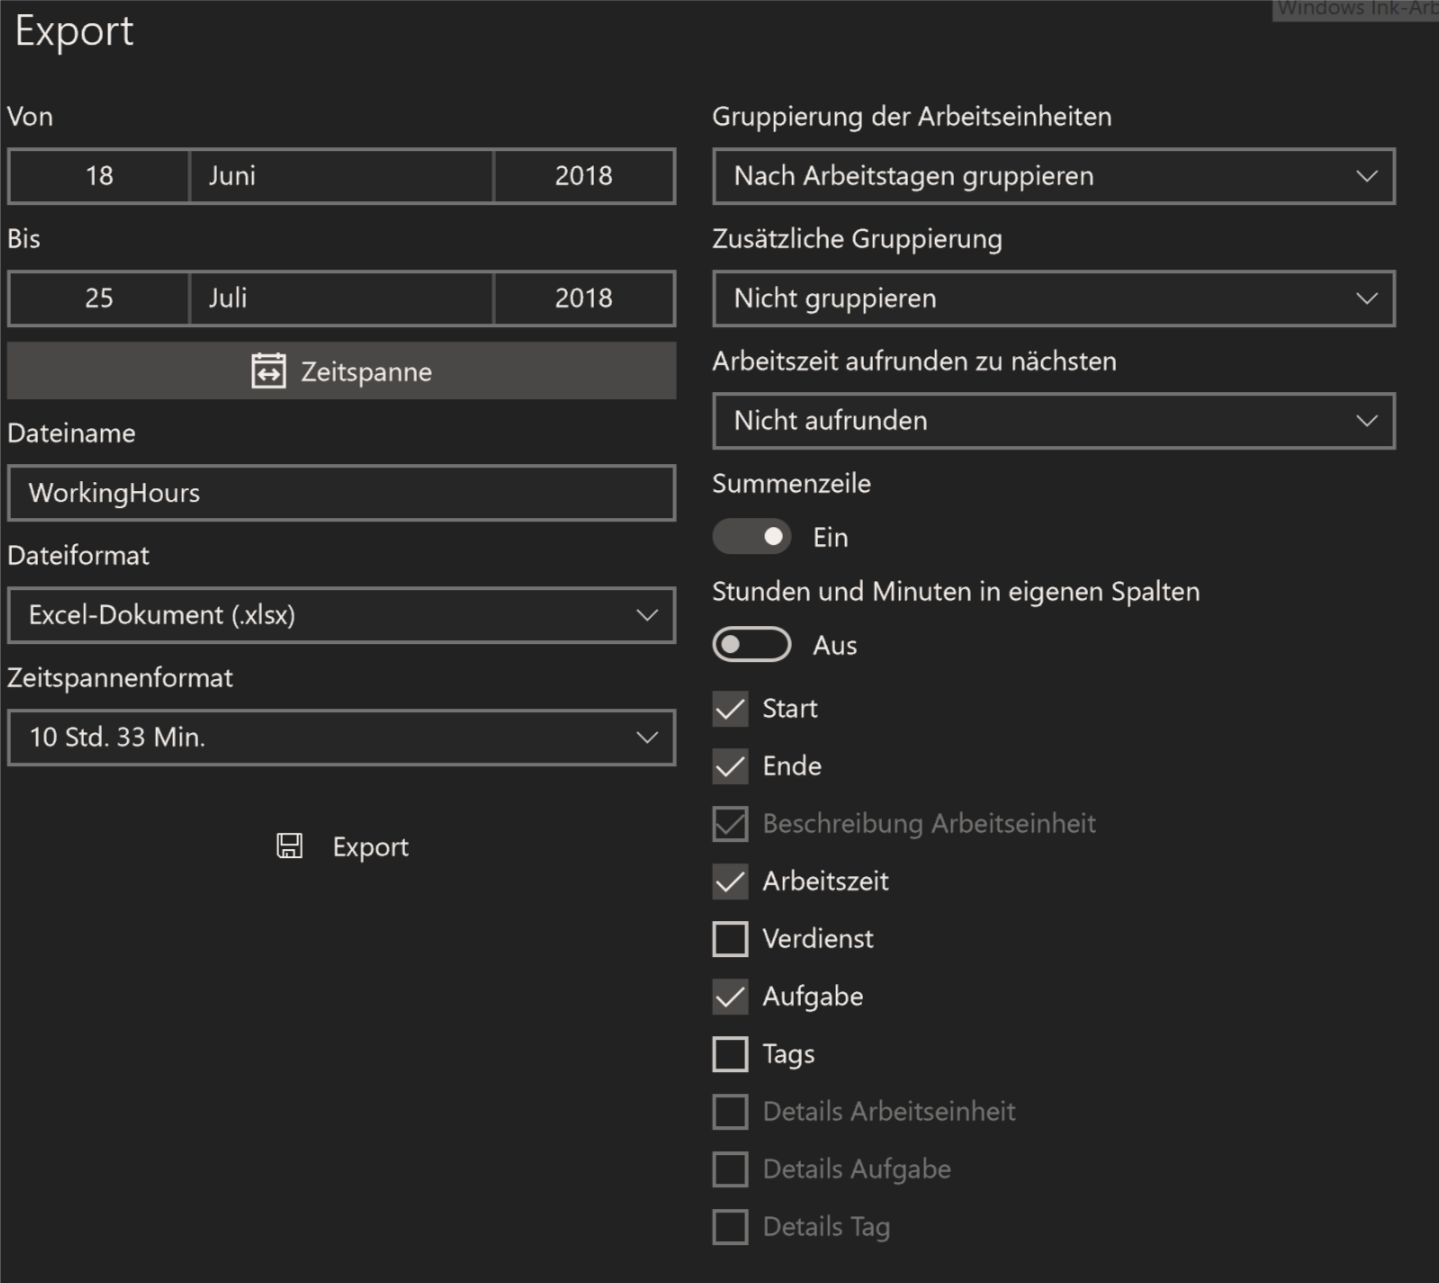 Windows Ink-Arb
Export
Von
18 Juni 2018
Bis
25 Juli 2018
Zeitspanne
Dateiname
WorkingHours
Dateiformat
Excel-Dokument (.xlsx)
Zeitspannenformat
10 Std. 33 Min.
Export
Gruppierung der Arbeitseinheiten
Nach Arbeitstagen gruppieren
Zusätzliche Gruppierung
Nicht gruppieren
Arbeitszeit aufrunden zu nächsten
Nicht aufrunden
Summenzeile
Ein
Stunden und Minuten in eigenen Spalten
Aus
Start
Ende
Beschreibung Arbeitseinheit
Arbeitszeit
Verdienst
Aufgabe
Tags
Details Arbeitseinheit
Details Aufgabe
Details Tag